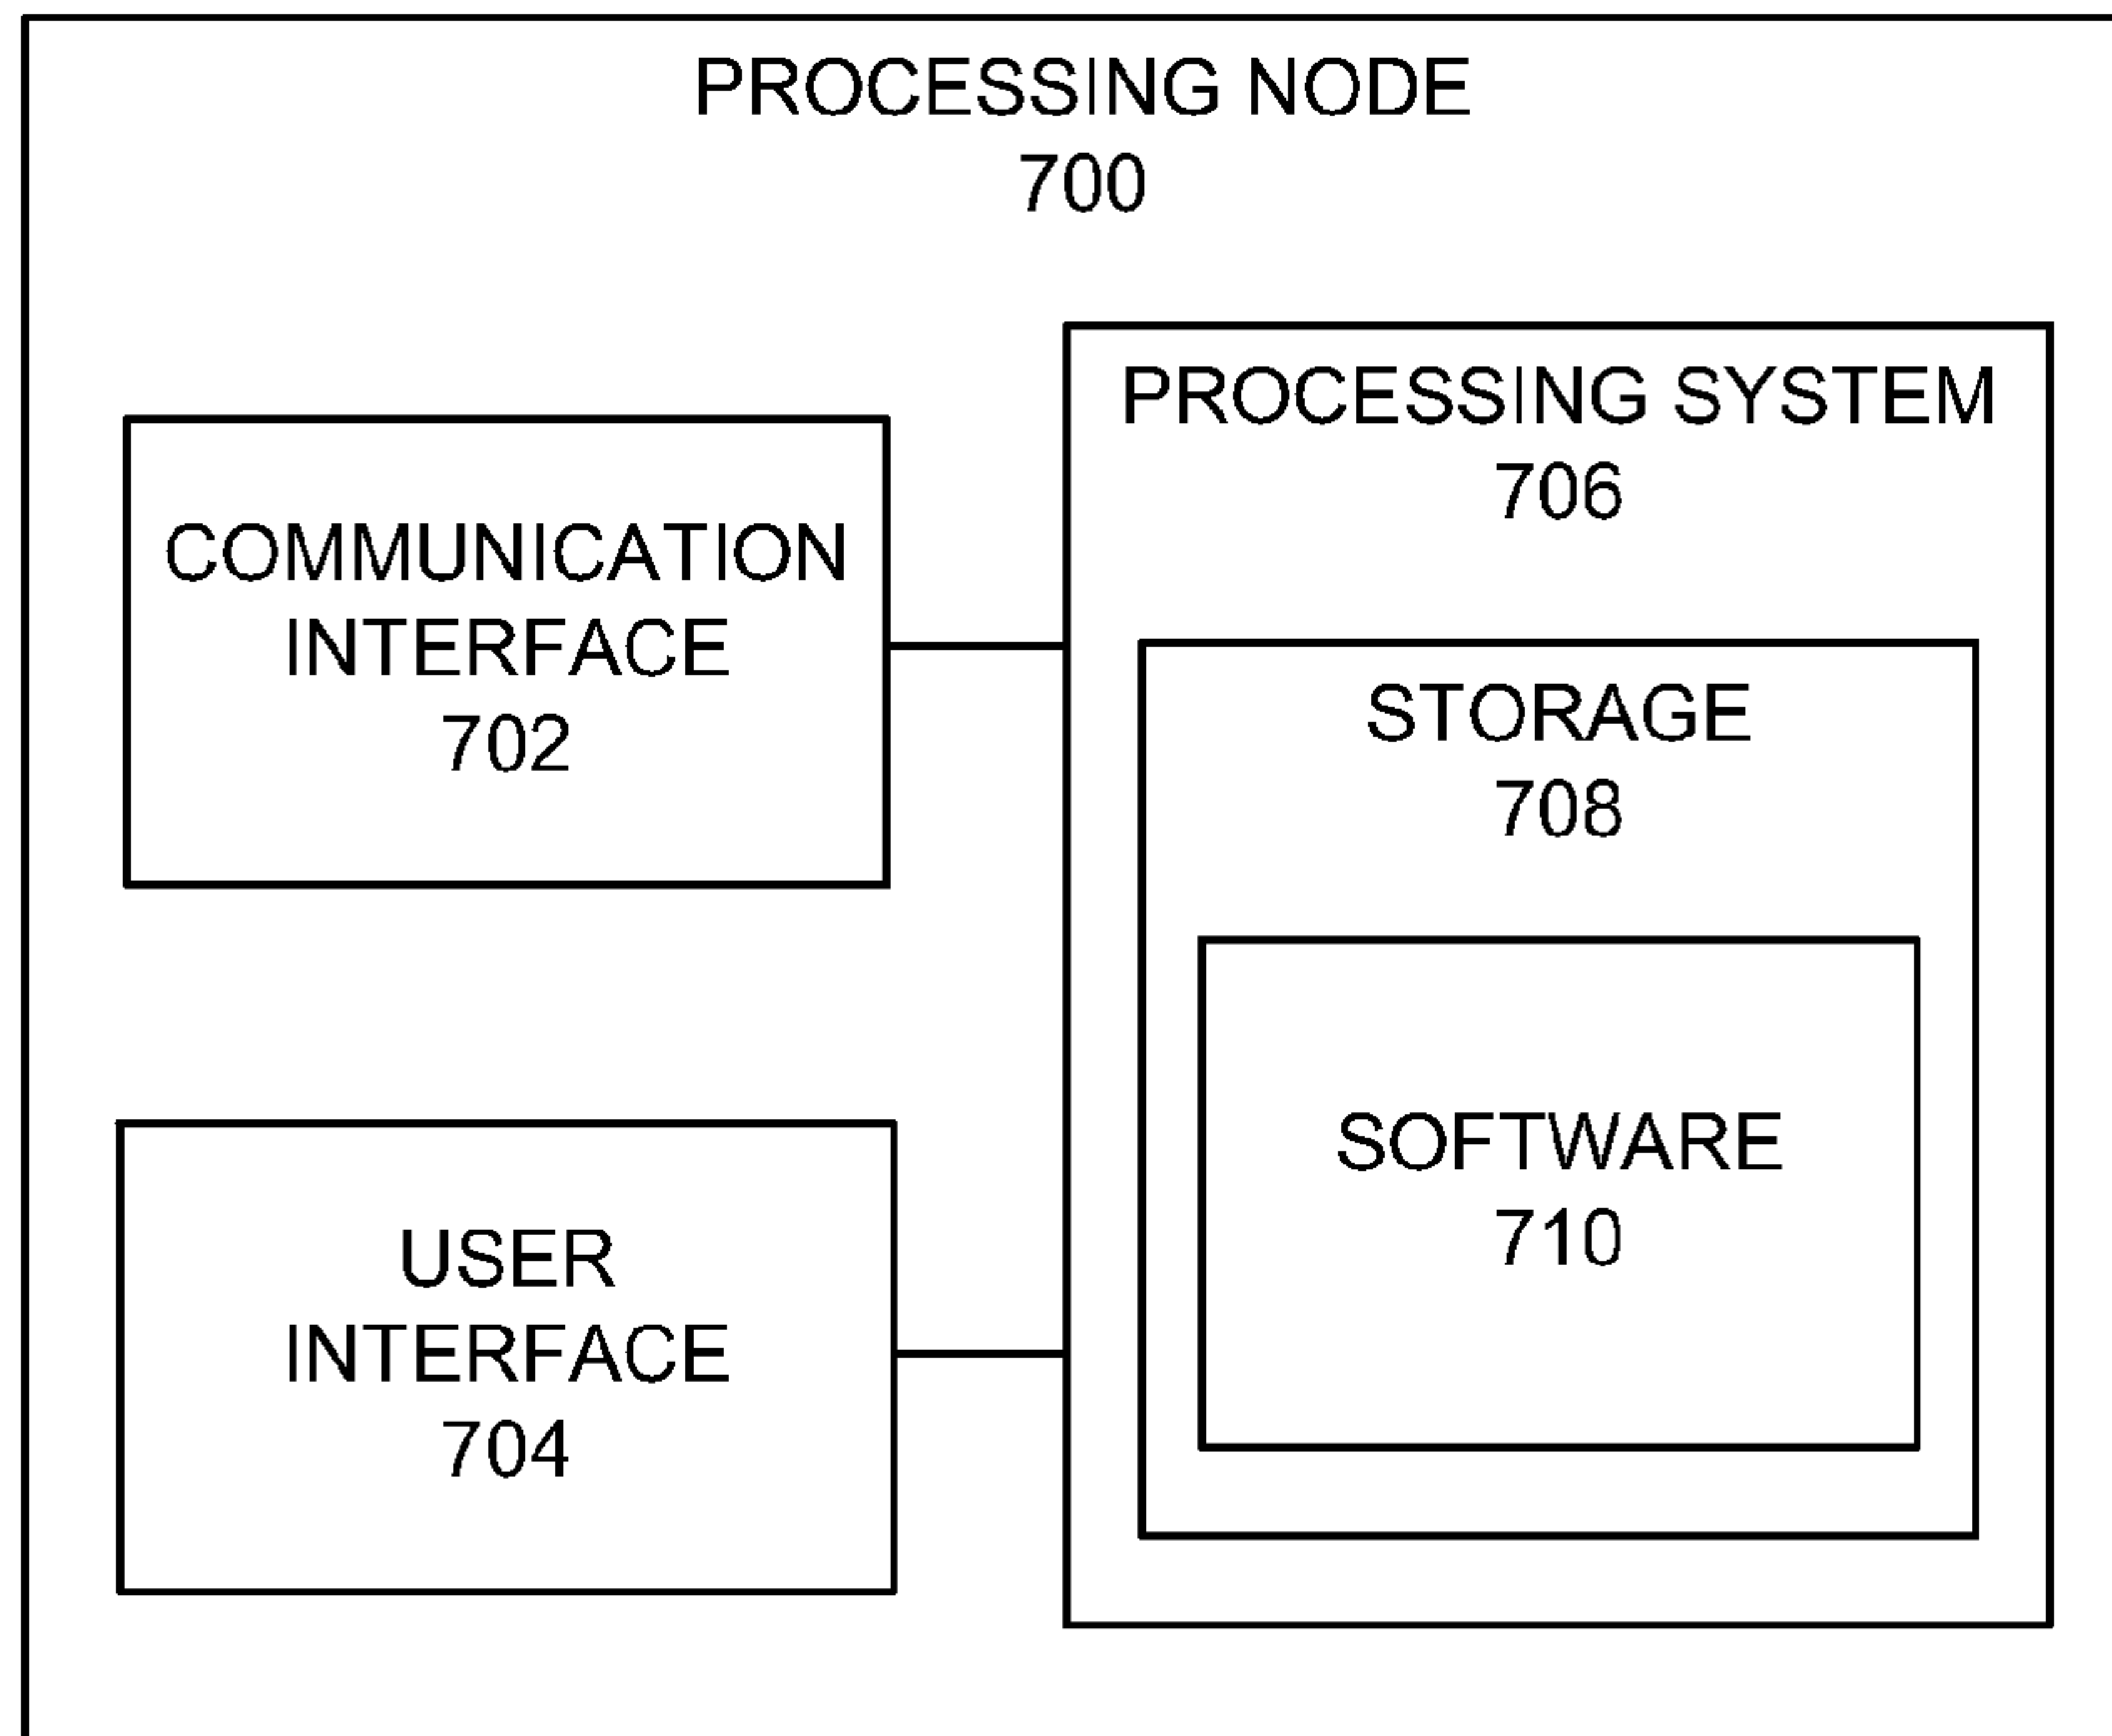 PROCESSING NODE
700
COMMUNICATION
INTERFACE
702
USER
INTERFACE
704
PROCESSING SYSTEM
706
STORAGE
708
SOFTWARE
710